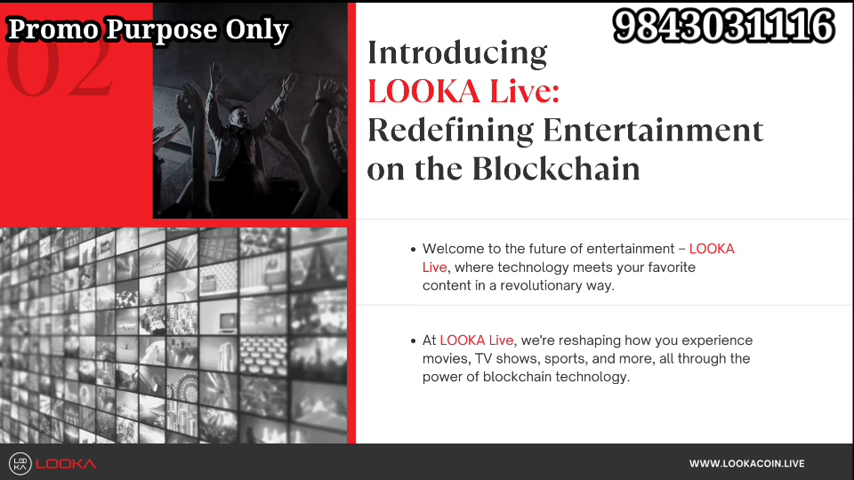 Promo Purpose Only
9843031116
02
Introducing
LOOKA Live:
Redefining Entertainment
on the Blockchain
• Welcome to the future of entertainment – LOOKA
Live, where technology meets your favorite
content in a revolutionary way.
• At LOOKA Live, we're reshaping how you experience
movies, TV shows, sports, and more, all through the
power of blockchain technology.
LOO
KA
LOOKA
WWW.LOOKACOIN.LIVE